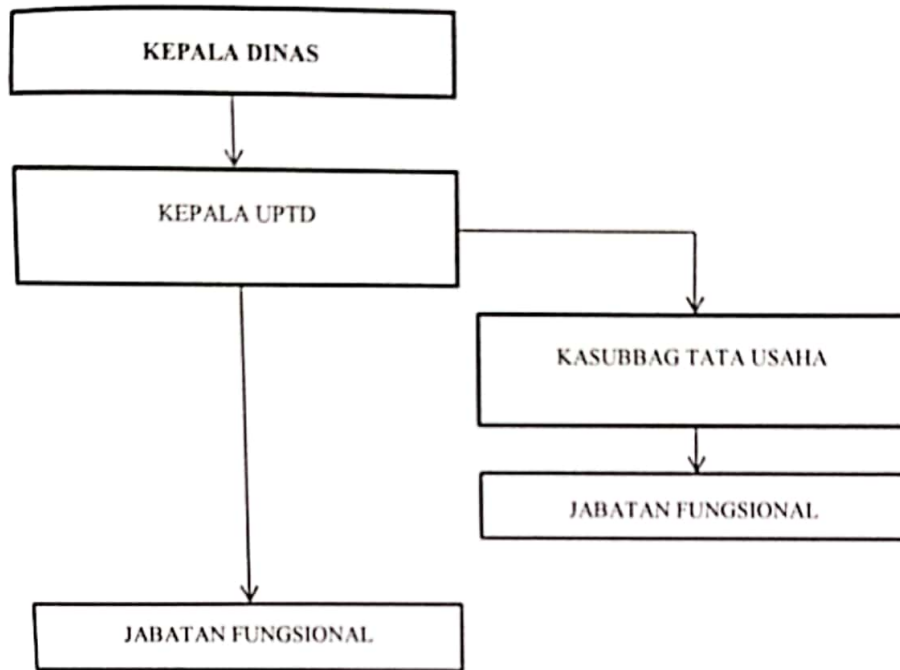 KEPALA DINAS
KEPALA UPTD
KASUBBAG TATA USAHA
JABATAN FUNGSIONAL
JABATAN FUNGSIONAL